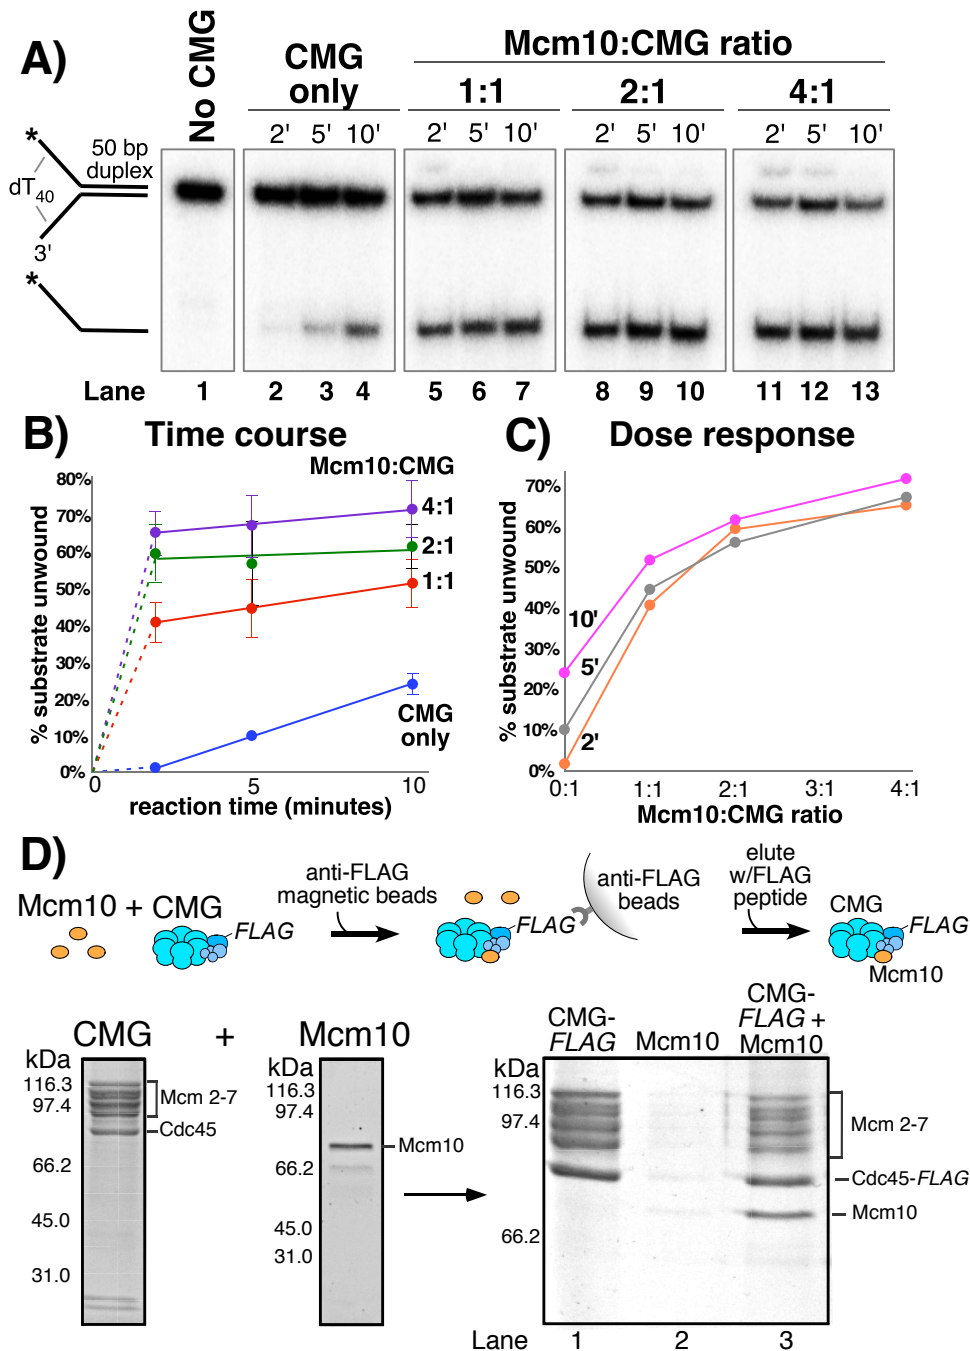 A)
No CMG
CMG
only
Mcm10:CMG ratio
1:1
2:1
4:1
2' 5' 10'
2' 5' 10'
2' 5' 10'
2' 5' 10'
*
50 bp
duplex
dT40
3'
*
Lane 1 2 3 4 5 6 7 8 9 10 11 12 13
B)
Time course
Mcm10:CMG
80%
70%
60%
50%
40%
30%
20%
10%
0%
% substrate unwound
4:1
2:1
1:1
CMG
only
0 5 10
reaction time (minutes)
C)
Dose response
70%
60%
50%
40%
30%
20%
10%
0%
% substrate unwound
10'
5'
2'
0:1 1:1 2:1 3:1 4:1
Mcm10:CMG ratio
D)
Mcm10 + CMG
FLAG
anti-FLAG
magnetic beads
FLAG
anti-FLAG
beads
elute
w/FLAG
peptide
CMG
FLAG
Mcm10
CMG + Mcm10
kDa
116.3
97.4
66.2
45.0
31.0
Mcm 2-7
Cdc45
kDa
116.3
97.4
66.2
45.0
31.0
Mcm10
CMG-
FLAG
Mcm10
CMG-
FLAG +
Mcm10
kDa
116.3
97.4
66.2
Mcm 2-7
Cdc45-FLAG
Mcm10
Lane 1 2 3